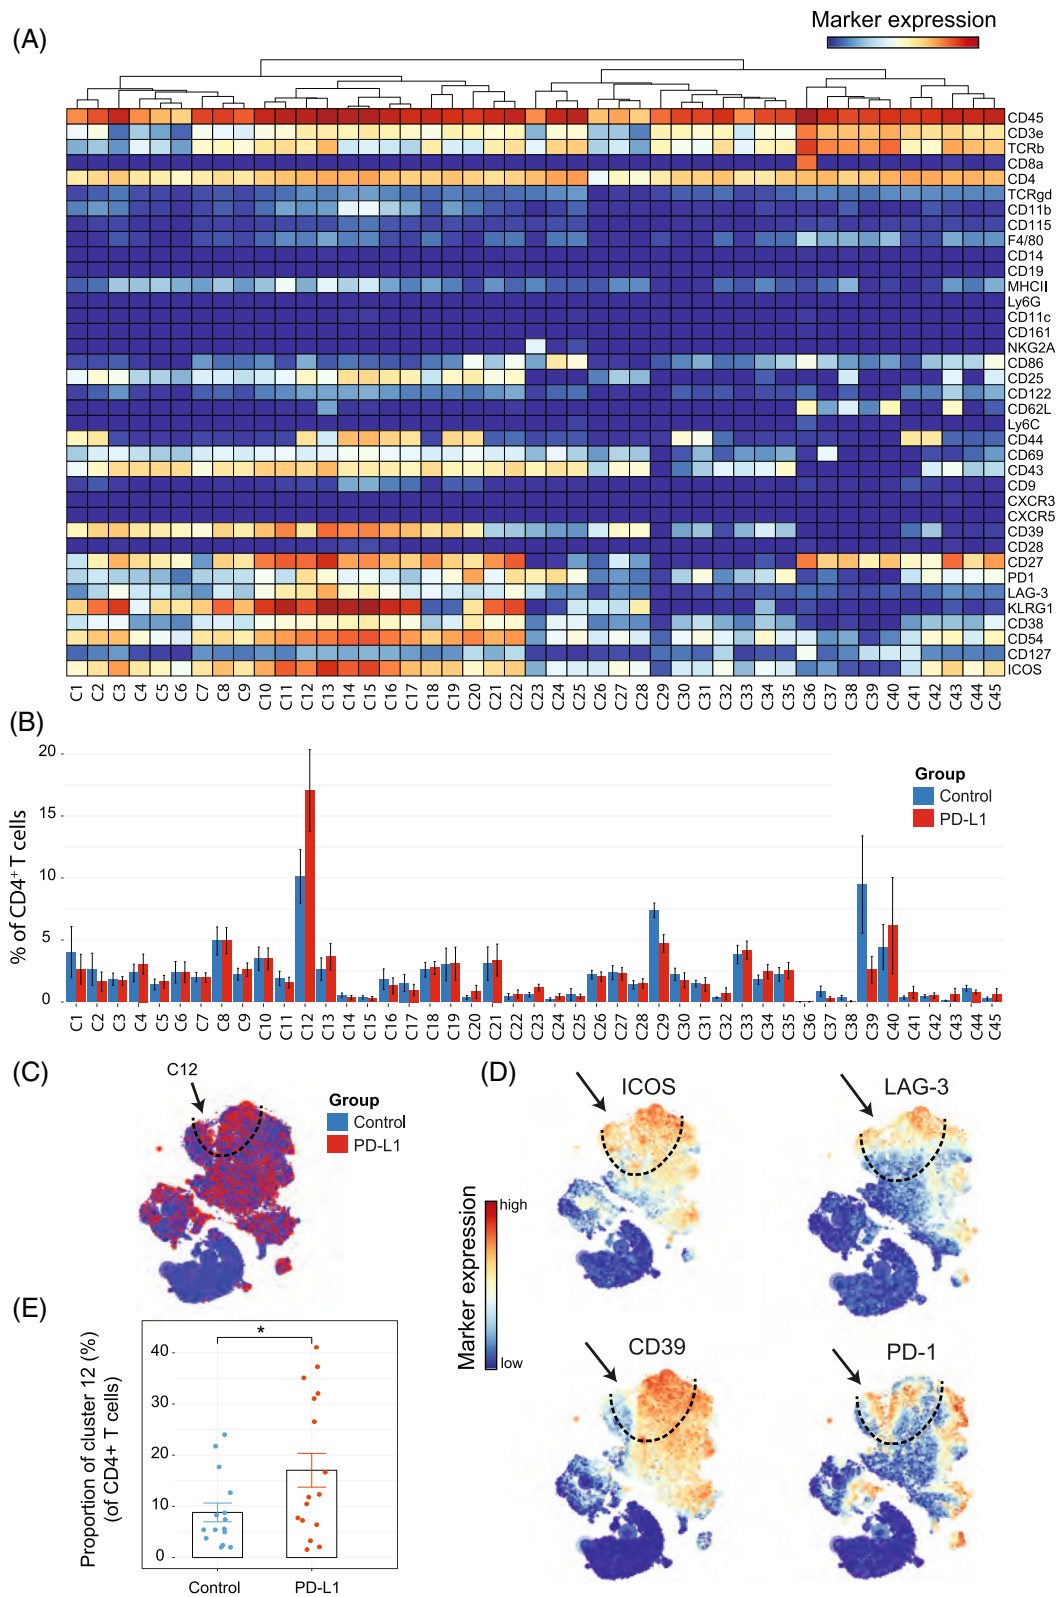 (A)
Marker expression
CD45
CD3e
TCRb
CD8a
CD4
TCRgd
CD11b
CD115
F4/80
CD14
CD19
MHCII
Ly6G
CD11c
CD161
NKG2A
CD86
CD25
CD122
CD62L
Ly6C
CD44
CD69
CD43
CD9
CXCR3
CXCR5
CD39
CD28
CD27
PD1
LAG-3
KLRG1
CD38
CD54
CD127
ICOS
C1 C2 C3 C4 C5 C6 C7 C8 C9 C10 C11 C12 C13 C14 C15 C16 C17 C18 C19 C20 C21 C22 C23 C24 C25 C26 C27 C28 C29 C30 C31 C32 C33 C34 C35 C36 C37 C38 C39 C40 C41 C42 C43 C44 C45
(B)
% of CD4+ T cells
20
15
10
5
0
Group
Control
PD-L1
C1 C2 C3 C4 C5 C6 C7 C8 C9 C10 C11 C12 C13 C14 C15 C16 C17 C18 C19 C20 C21 C22 C23 C24 C25 C26 C27 C28 C29 C30 C31 C32 C33 C34 C35 C36 C37 C38 C39 C40 C41 C42 C43 C44 C45
(C)
C12
Group
Control
PD-L1
(D)
ICOS
LAG-3
Marker expression
high
low
CD39
PD-1
(E)
Proportion of cluster 12 (%)
(of CD4+ T cells)
40
30
20
10
0
*
Control
PD-L1